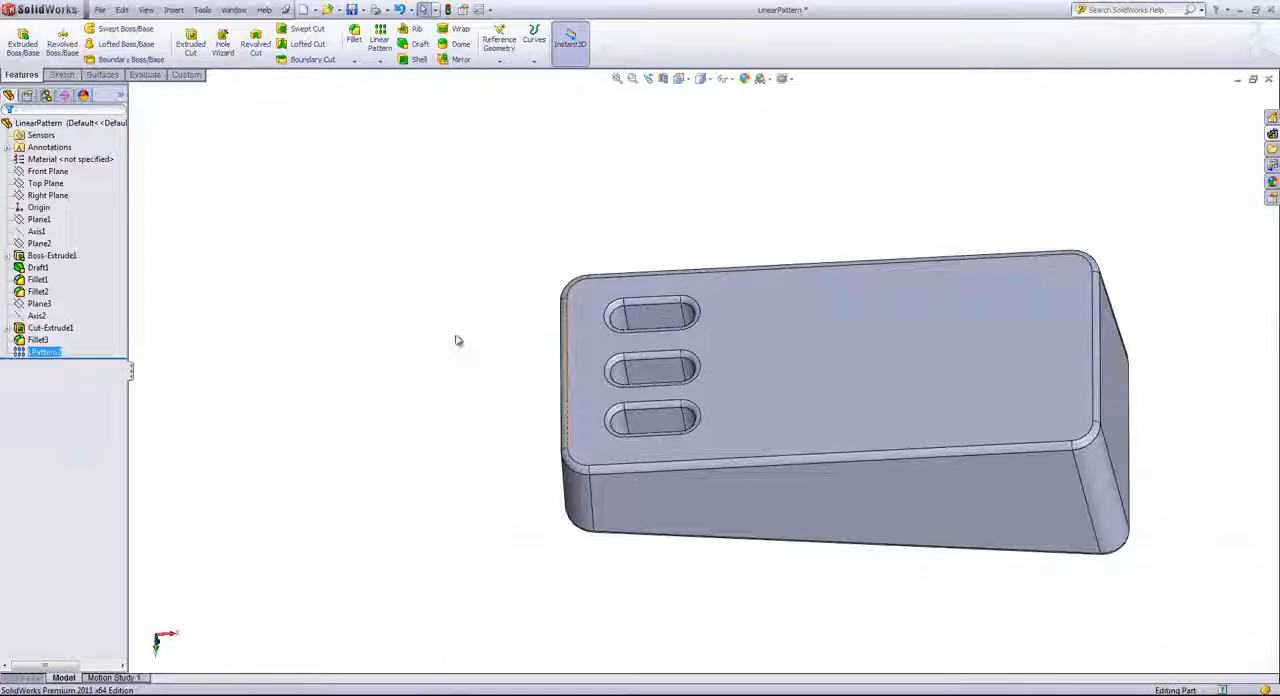 SolidWorks File Edit View Insert Tools Window Help LinearPattern * Search SolidWorks Help
Extruded Boss/Base
Revolved Boss/Base
Swept Boss/Base
Lofted Boss/Base
Boundary Boss/Base
Extruded Cut
Hole Wizard
Revolved Cut
Swept Cut
Lofted Cut
Boundary Cut
Fillet
Linear Pattern
Rib
Draft
Shell
Wrap
Dome
Mirror
Reference Geometry
Curves
Instant3D
Features Sketch Surfaces Evaluate Custom
LinearPattern (Default<<Defaul
Sensors
Annotations
Material <not specified>
Front Plane
Top Plane
Right Plane
Origin
Plane1
Axis1
Plane2
Boss-Extrude1
Draft1
Fillet1
Fillet2
Plane3
Axis2
Cut-Extrude1
Fillet3
LPattern2
X
Model Motion Study 1
SolidWorks Premium 2011 x64 Edition Editing Part